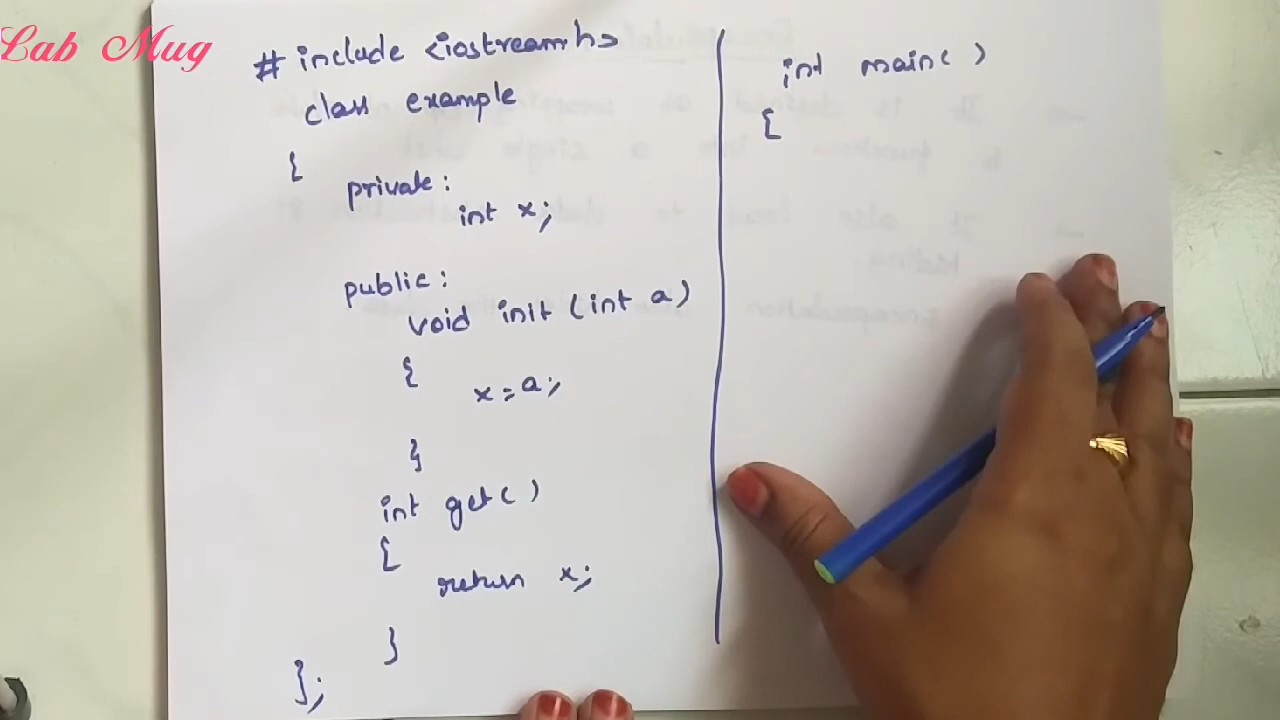 Lab Mug
# include <iostream.h>
class example
{
private:
int x;
public:
void init (int a)
{
x = a;
}
int get( )
{
return x;
}
};
int main( )
{